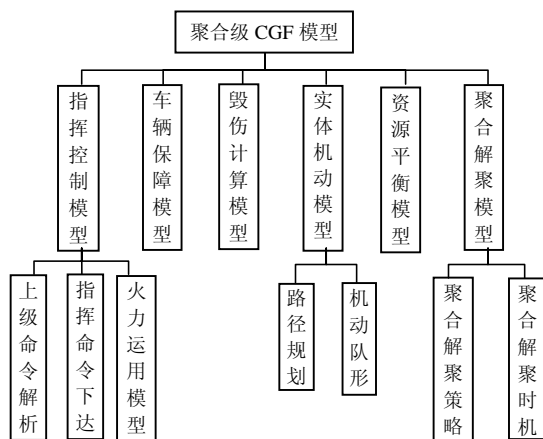 聚合级 CGF 模型
指挥控制模型
车辆保障模型
毁伤计算模型
实体机动模型
资源平衡模型
聚合解聚模型
上级命令解析
指挥命令下达
火力运用模型
路径规划
机动队形
聚合解聚策略
聚合解聚时机